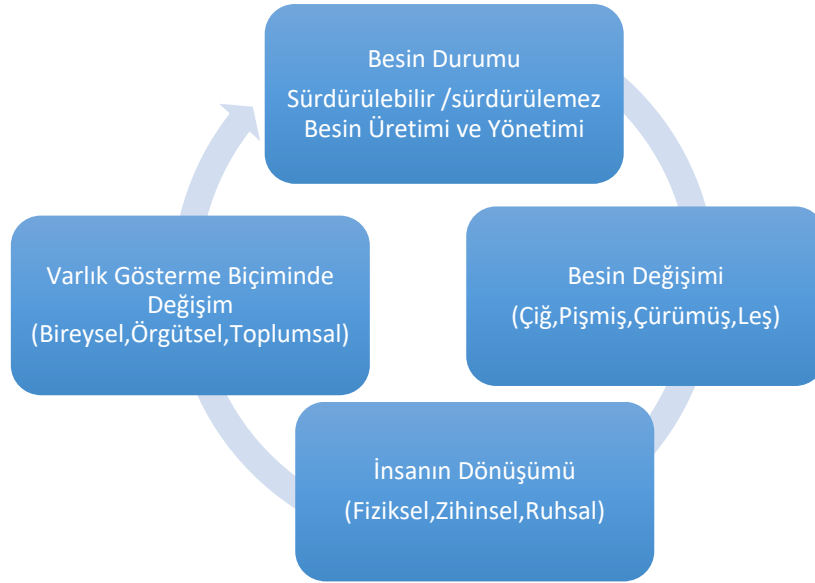 Besin Durumu
Sürdürülebilir /sürdürülemez
Besin Üretimi ve Yönetimi
Besin Değişimi
(Çiğ,Pişmiş,Çürümüş,Leş)
İnsanın Dönüşümü
(Fiziksel,Zihinsel,Ruhsal)
Varlık Gösterme Biçiminde
Değişim
(Bireysel,Örgütsel,Toplumsal)